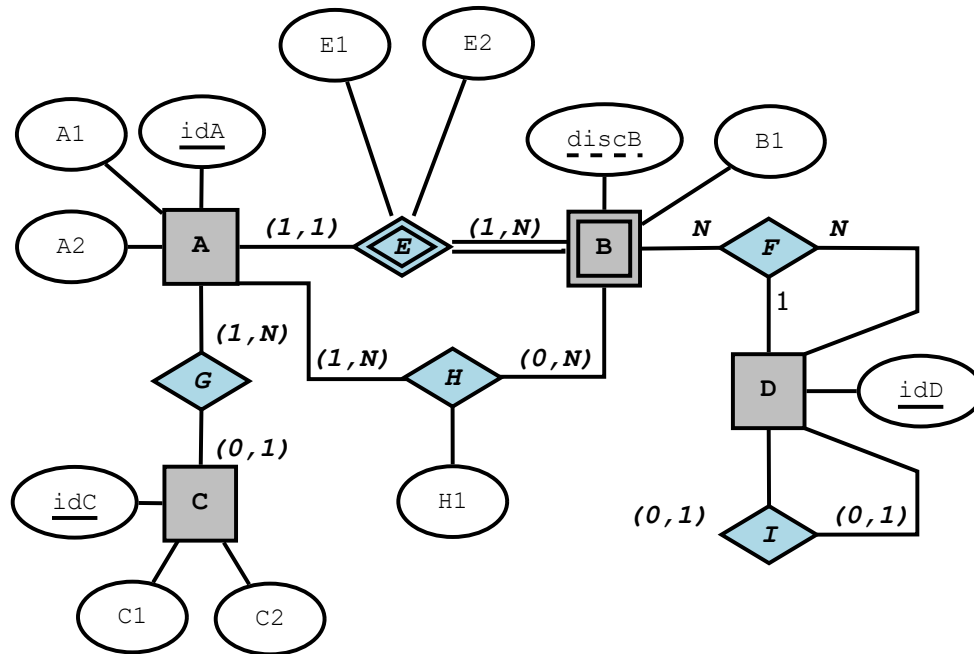 E1 E2
A1 idA discB B1
A2 A (1,1) E (1,N) B N F N
1
(1,N) (1,N) (0,N)
G H D idD
(0,1)
idC C H1 (0,1) I (0,1)
C1 C2